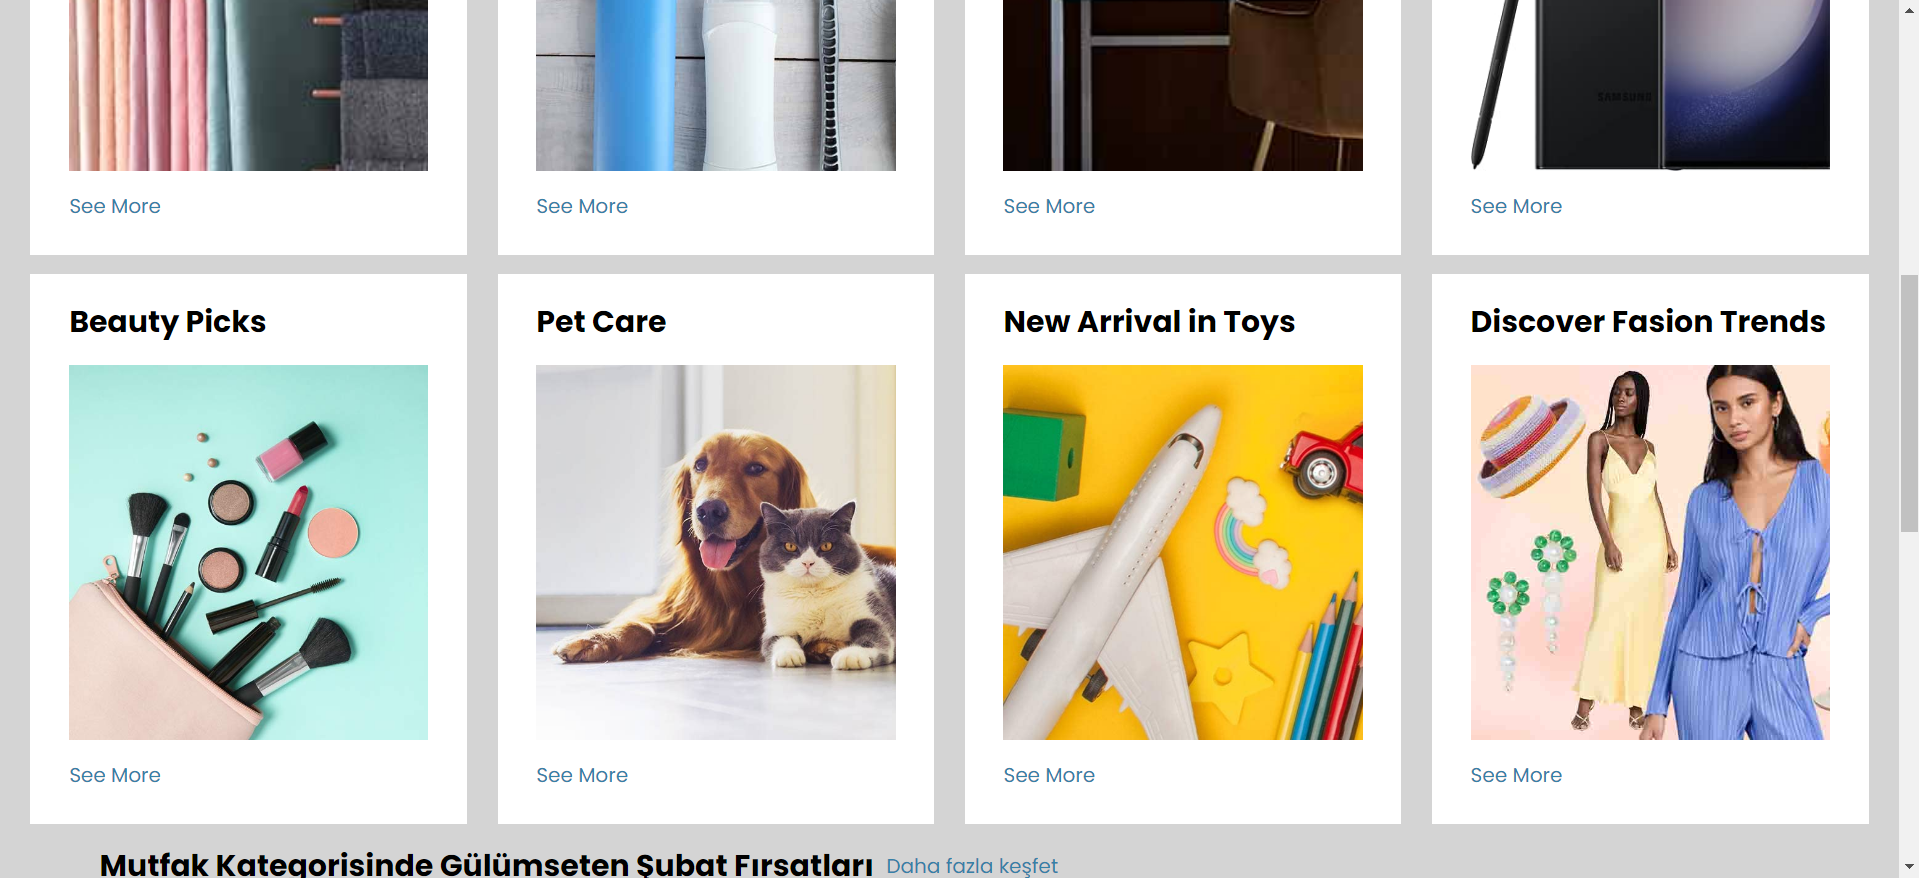 SAMSUNG
See More
See More
See More
See More
Beauty Picks
Pet Care
New Arrival in Toys
Discover Fasion Trends
See More
See More
See More
See More
Mutfak Kategorisinde Gülümseten Şubat Fırsatları Daha fazla keşfet